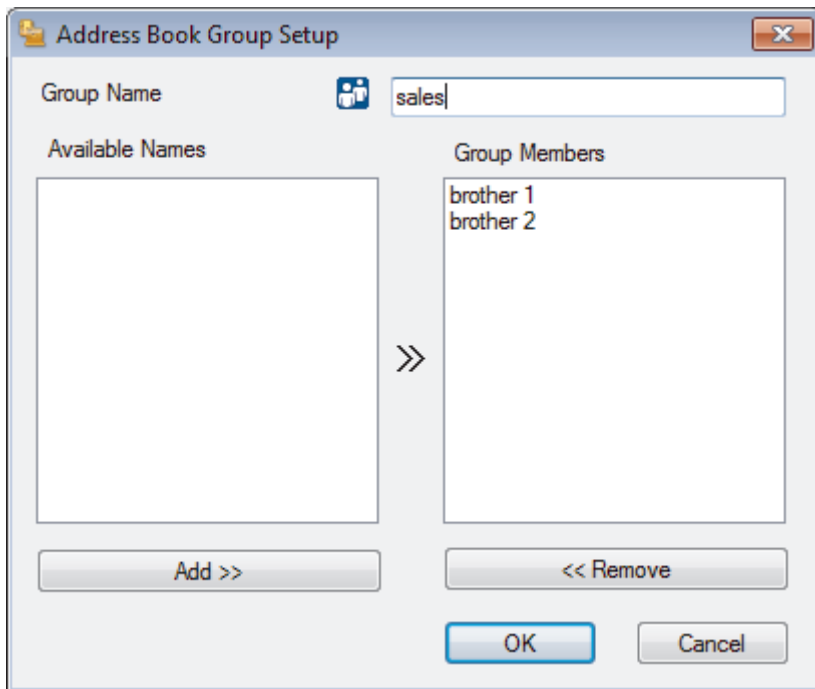 Address Book Group Setup
Group Name
sales
Available Names
Group Members
brother 1
brother 2
Add >>
<< Remove
OK
Cancel